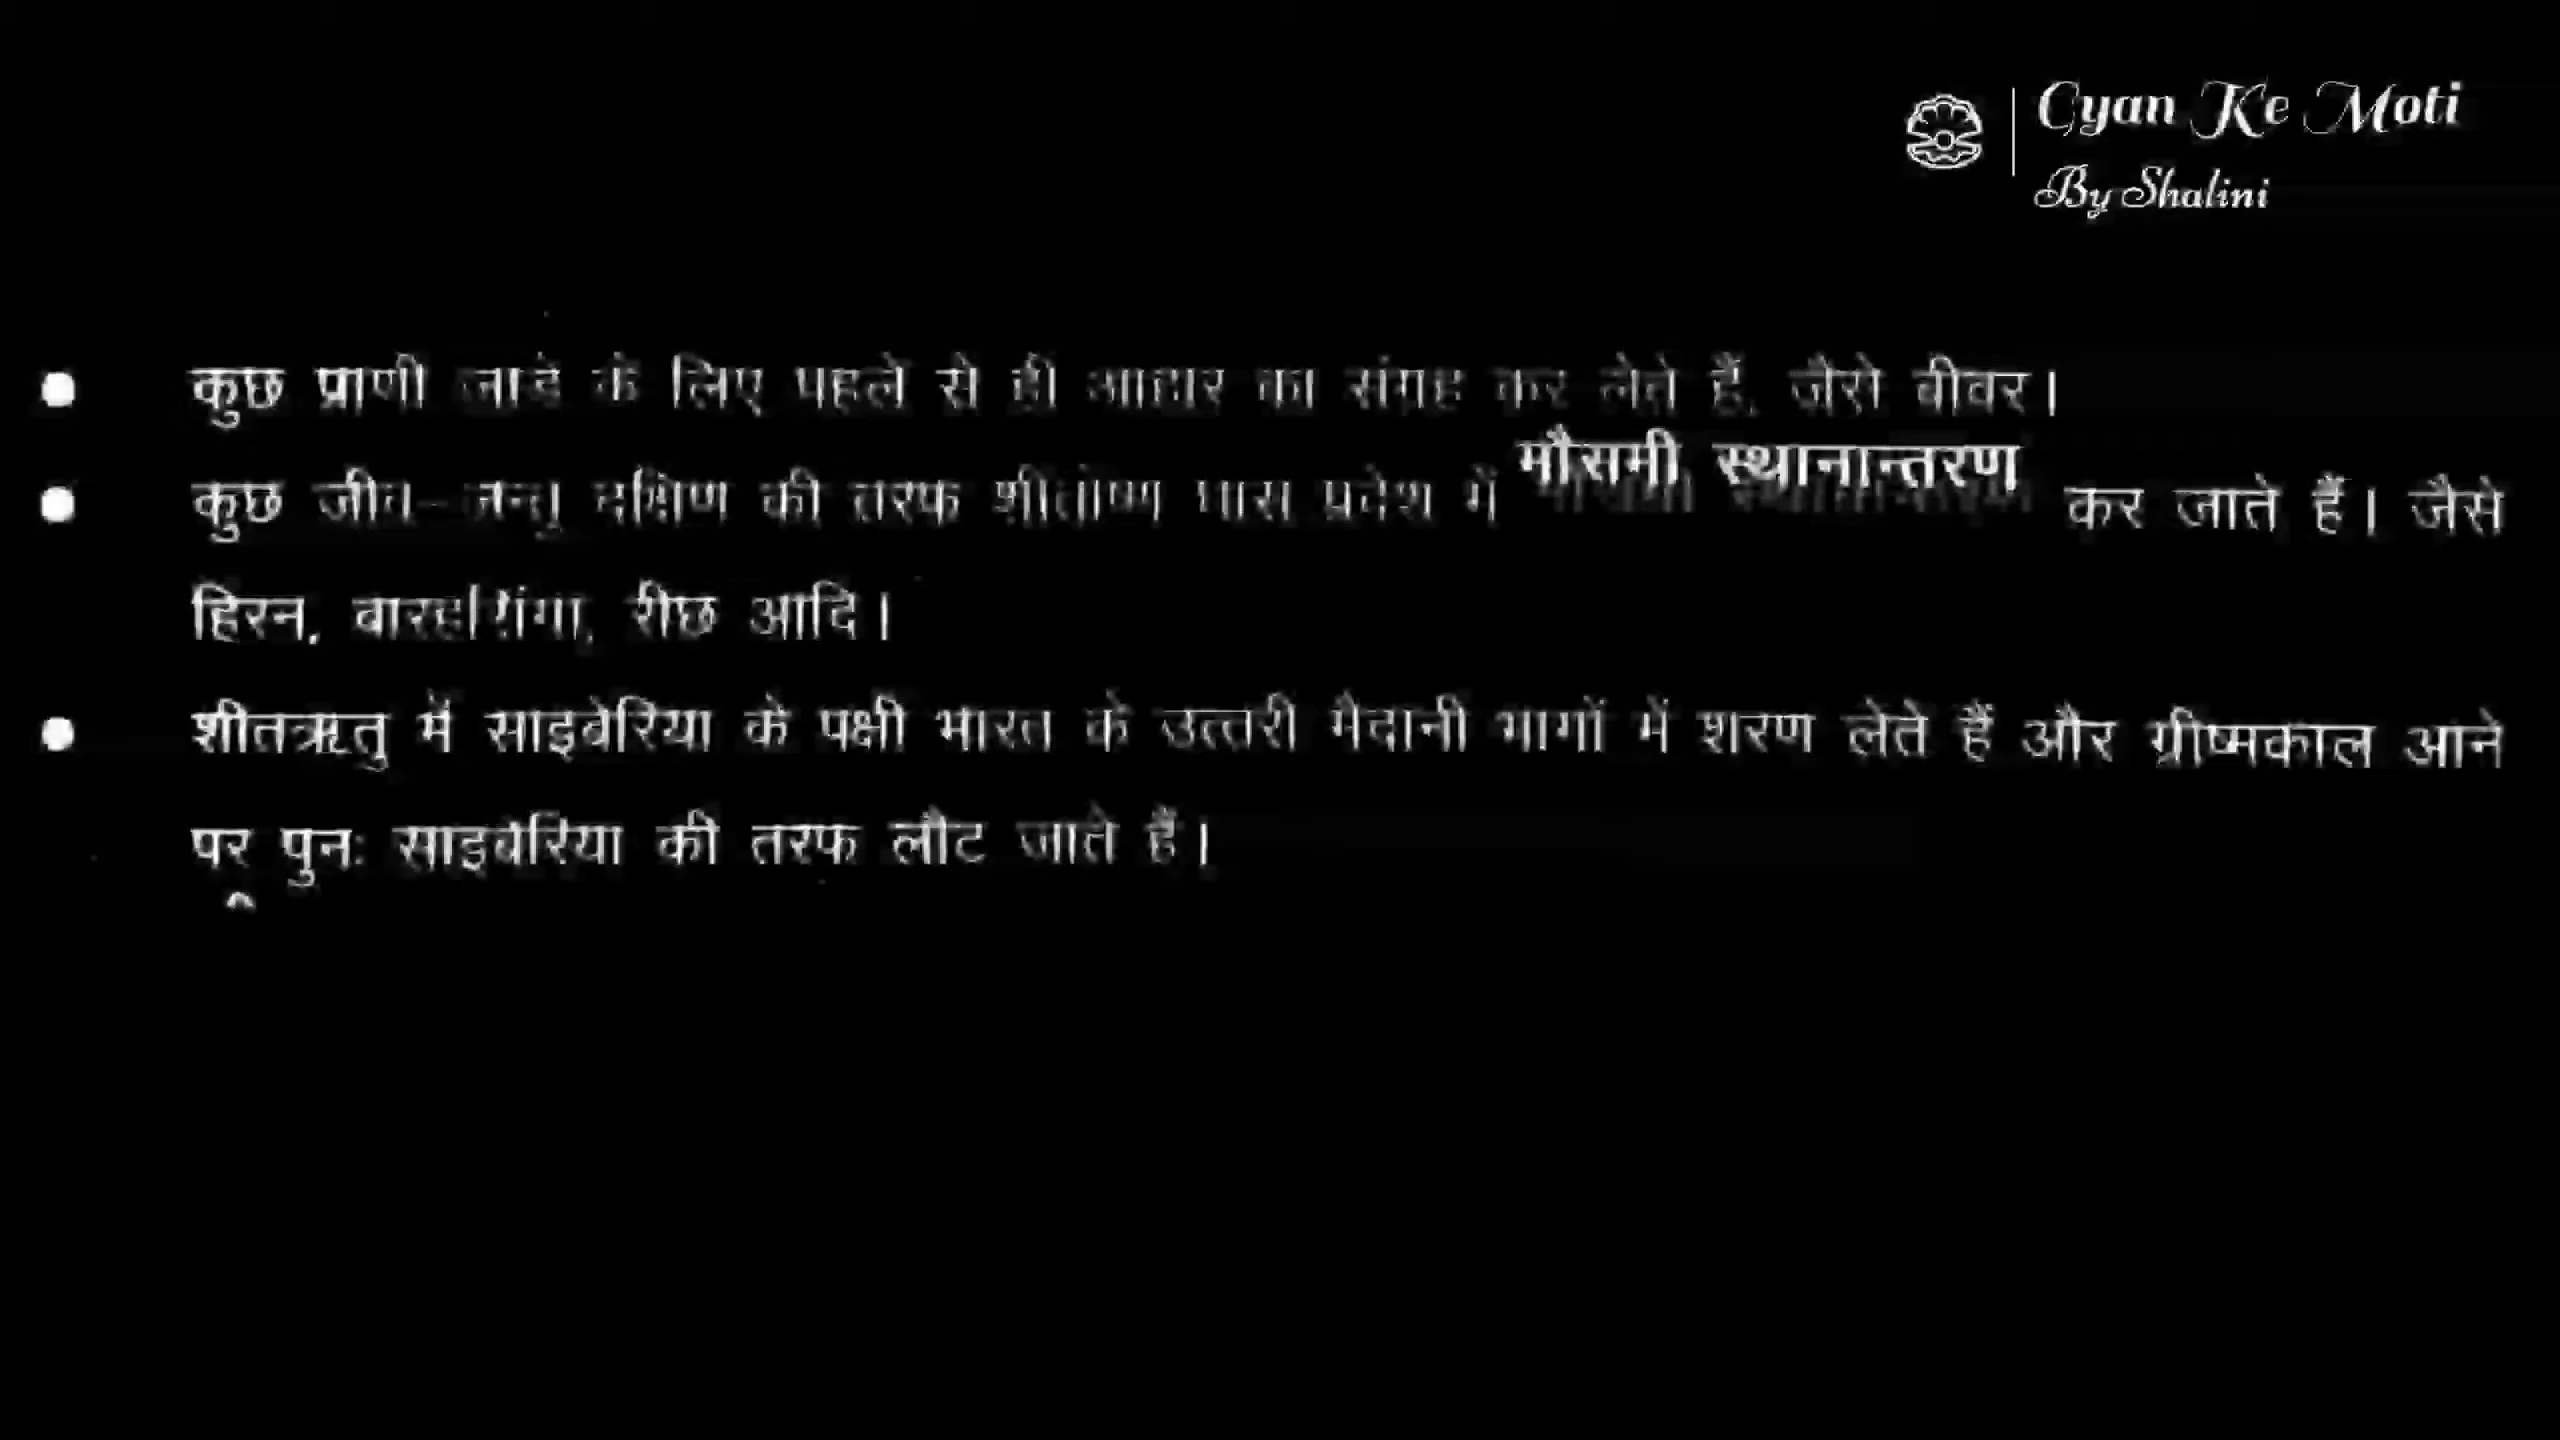 Gyan Ke Moti
By Shalini
• कुछ प्राणी जाडे के लिए पहले से ही आहार का संग्रह कर लेते हैं, जैसे बीवर।
• कुछ जीव-जन्तु दक्षिण की तरफ शीतोष्ण घास प्रदेश में मौसमी स्थानान्तरण कर जाते हैं। जैसे
हिरन, बारहसिंगा, रीछ आदि।
• शीतऋतु में साइबेरिया के पक्षी भारत के उत्तरी मैदानी भागों में शरण लेते हैं और ग्रीष्मकाल आने
पर पुनः साइबेरिया की तरफ लौट जाते हैं।